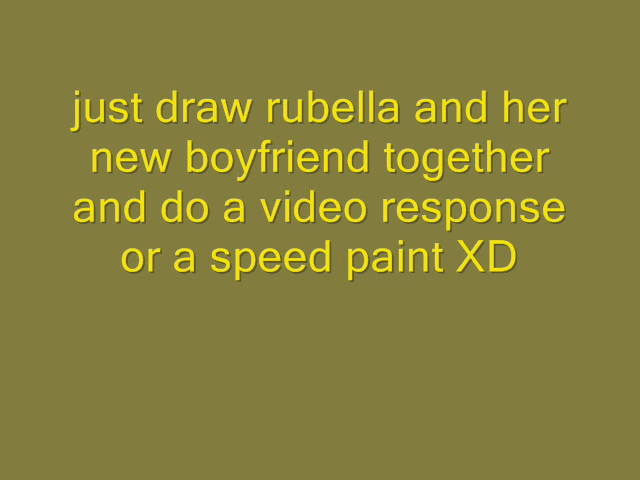 just draw rubella and her
new boyfriend together
and do a video response
or a speed paint XD